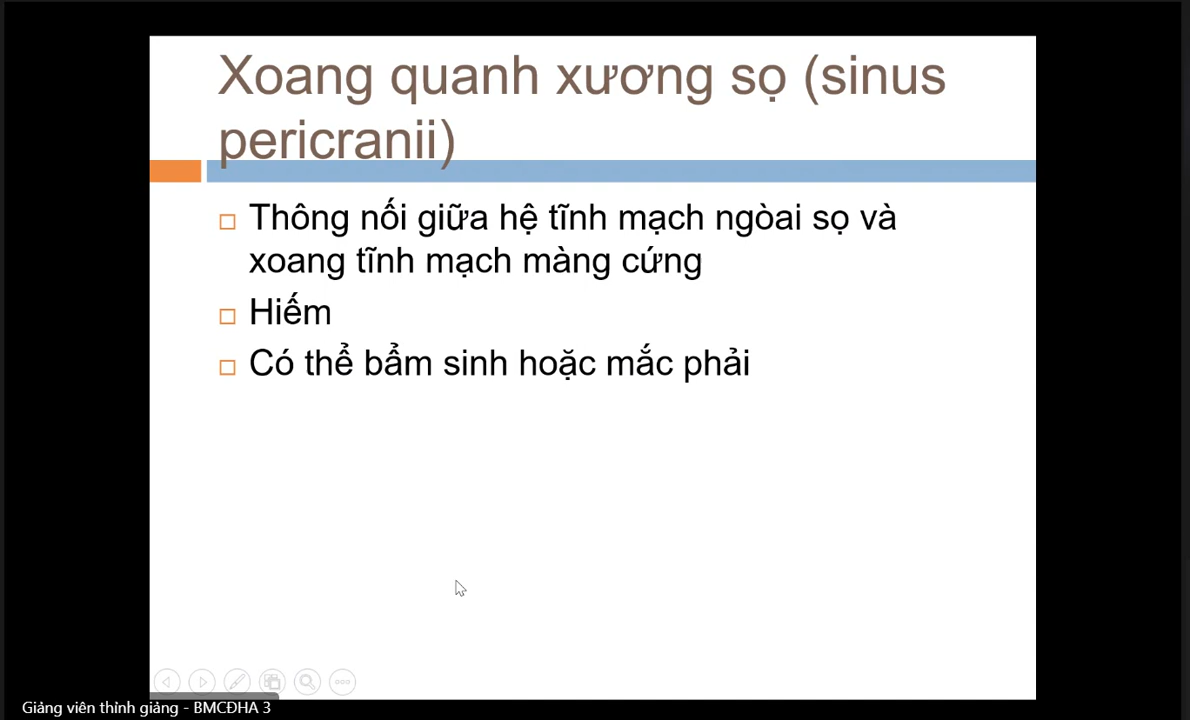 Xoang quanh xương sọ (sinus
pericranii)
Thông nối giữa hệ tĩnh mạch ngòai sọ và
xoang tĩnh mạch màng cứng
Hiếm
Có thể bẩm sinh hoặc mắc phải
Giảng viên thỉnh giảng - BMCĐHA 3